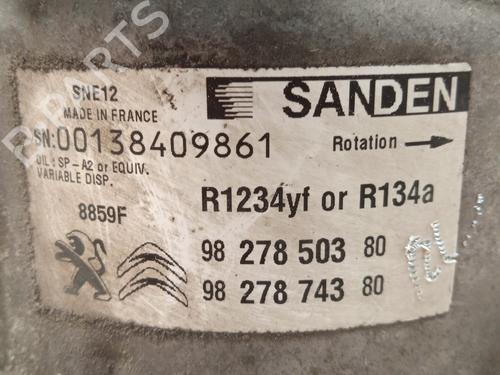 SNE12
MADE IN FRANCE
SANDEN
SN:00138409861
Rotation
OIL: SP-A2 or EQUIV.
VARIABLE DISP.
8859F
R1234yf or R134a
98 278 503 80
98 278 743 80